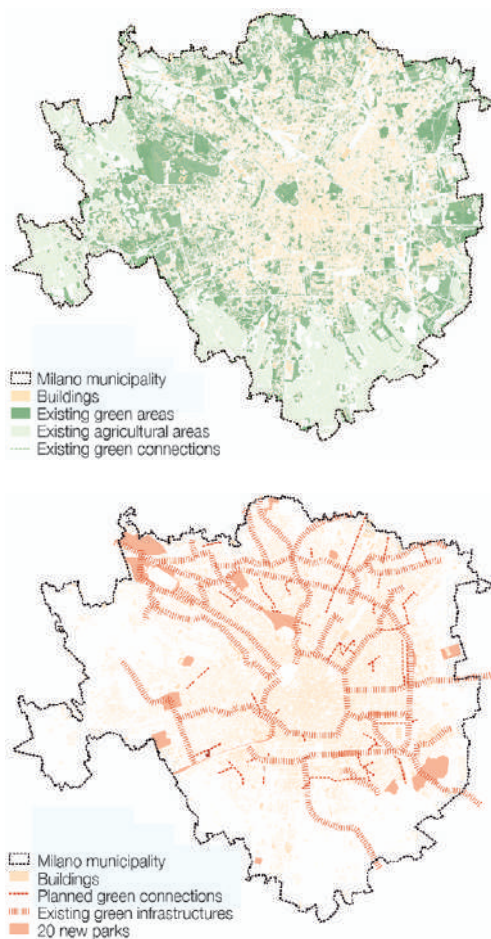 Milano municipality
Buildings
Existing green areas
Existing agricultural areas
Existing green connections
Milano municipality
Buildings
Planned green connections
Existing green infrastructures
20 new parks